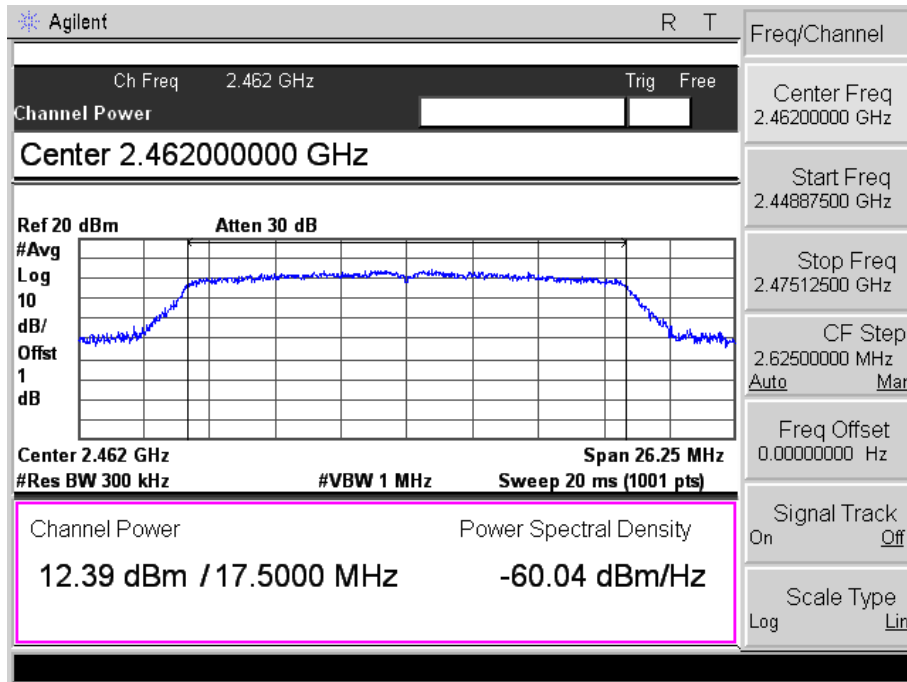 Agilent R T
Freq/Channel
Ch Freq 2.462 GHz Trig Free
Channel Power
Center 2.462000000 GHz
Ref 20 dBm Atten 30 dB
#Avg
Log
10
dB/
Offst
1
dB
Center 2.462 GHz Span 26.25 MHz
#Res BW 300 kHz #VBW 1 MHz Sweep 20 ms (1001 pts)
Channel Power Power Spectral Density
12.39 dBm / 17.5000 MHz -60.04 dBm/Hz
Center Freq
2.46200000 GHz
Start Freq
2.44887500 GHz
Stop Freq
2.47512500 GHz
CF Step
2.62500000 MHz
Auto Man
Freq Offset
0.00000000 Hz
Signal Track
On Off
Scale Type
Log Lin